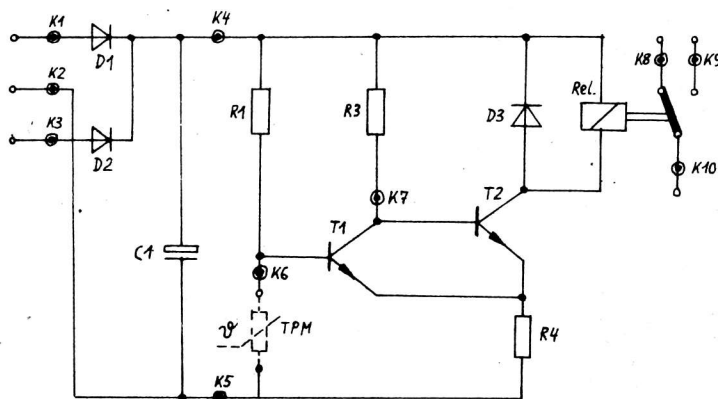 K1
D1
K2
K3
D2
K4
C1
R1
R3
K7
T1
T2
D3
Rel.
K8
K9
K10
K6
ϑ TPM
K5
R4